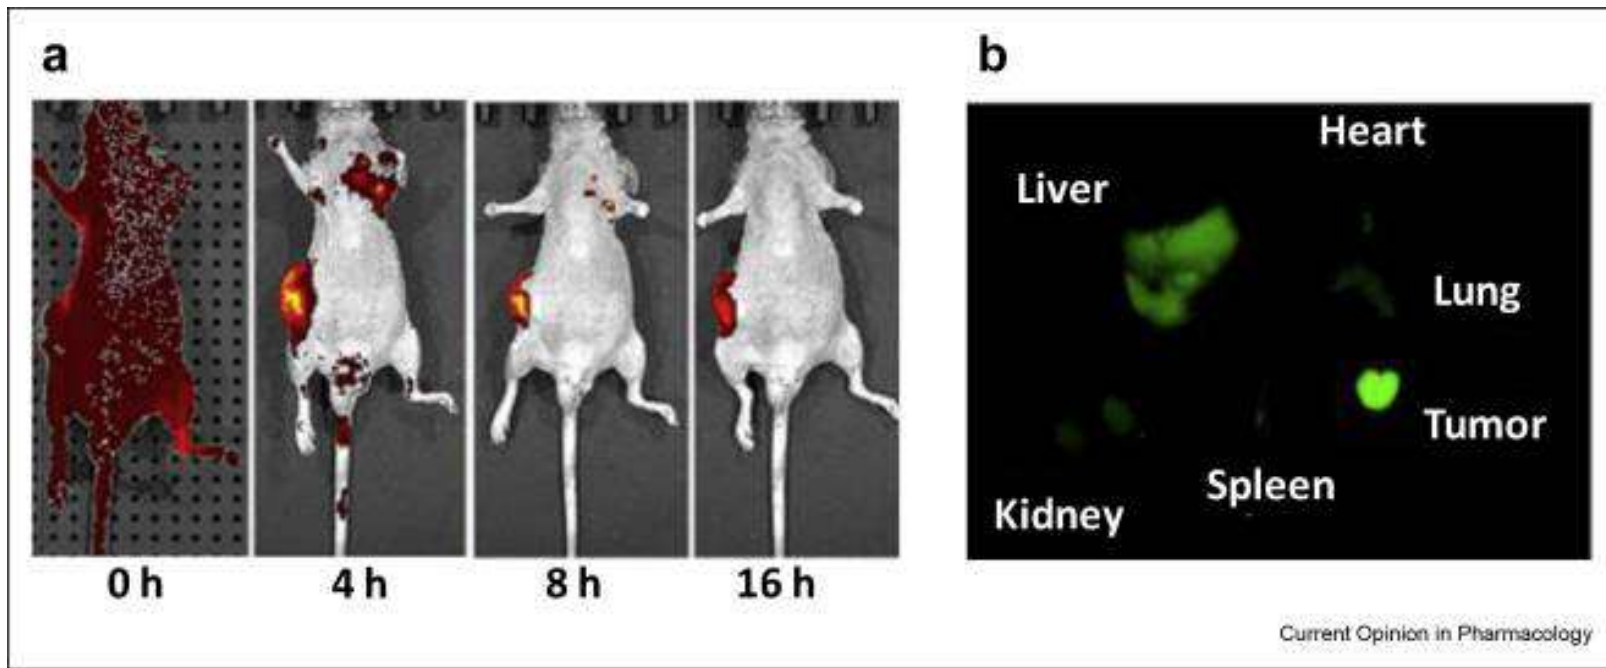 a
0 h
4 h
8 h
16 h
b
Heart
Liver
Lung
Tumor
Spleen
Kidney
Current Opinion in Pharmacology